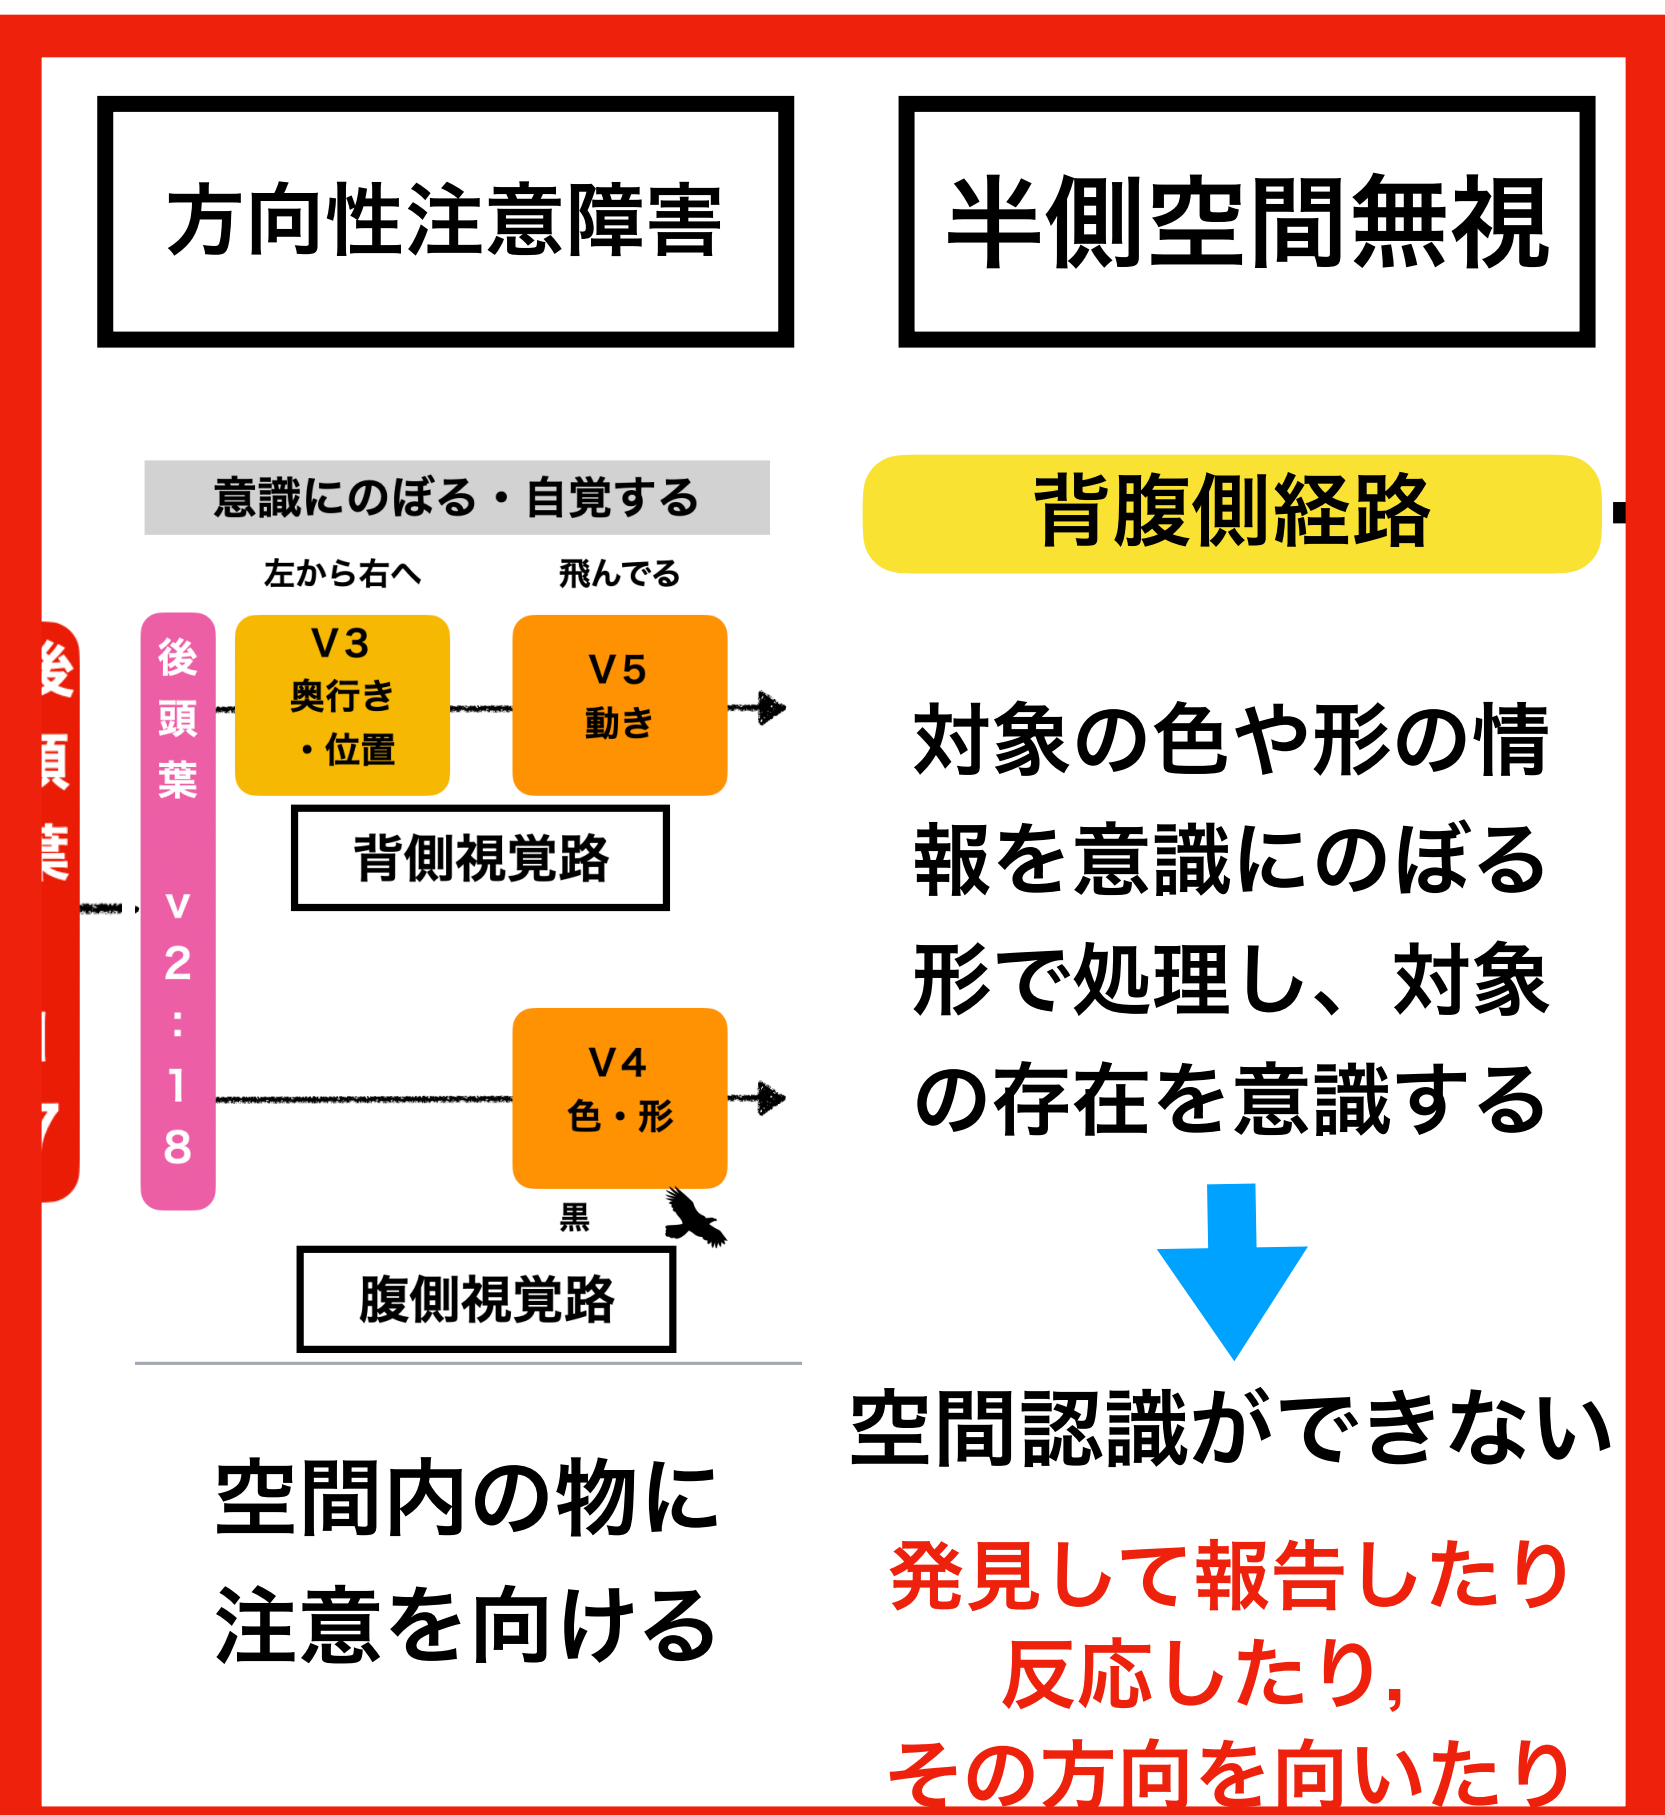 方向性注意障害
半側空間無視
意識にのぼる・自覚する
左から右へ
飛んでる
後頭葉 V2:18
V3
奥行き
・位置
V5
動き
背側視覚路
V4
色・形
黒
腹側視覚路
空間内の物に
注意を向ける
背腹側経路
対象の色や形の情
報を意識にのぼる
形で処理し、対象
の存在を意識する
空間認識ができない
発見して報告したり
反応したり,
その方向を向いたり